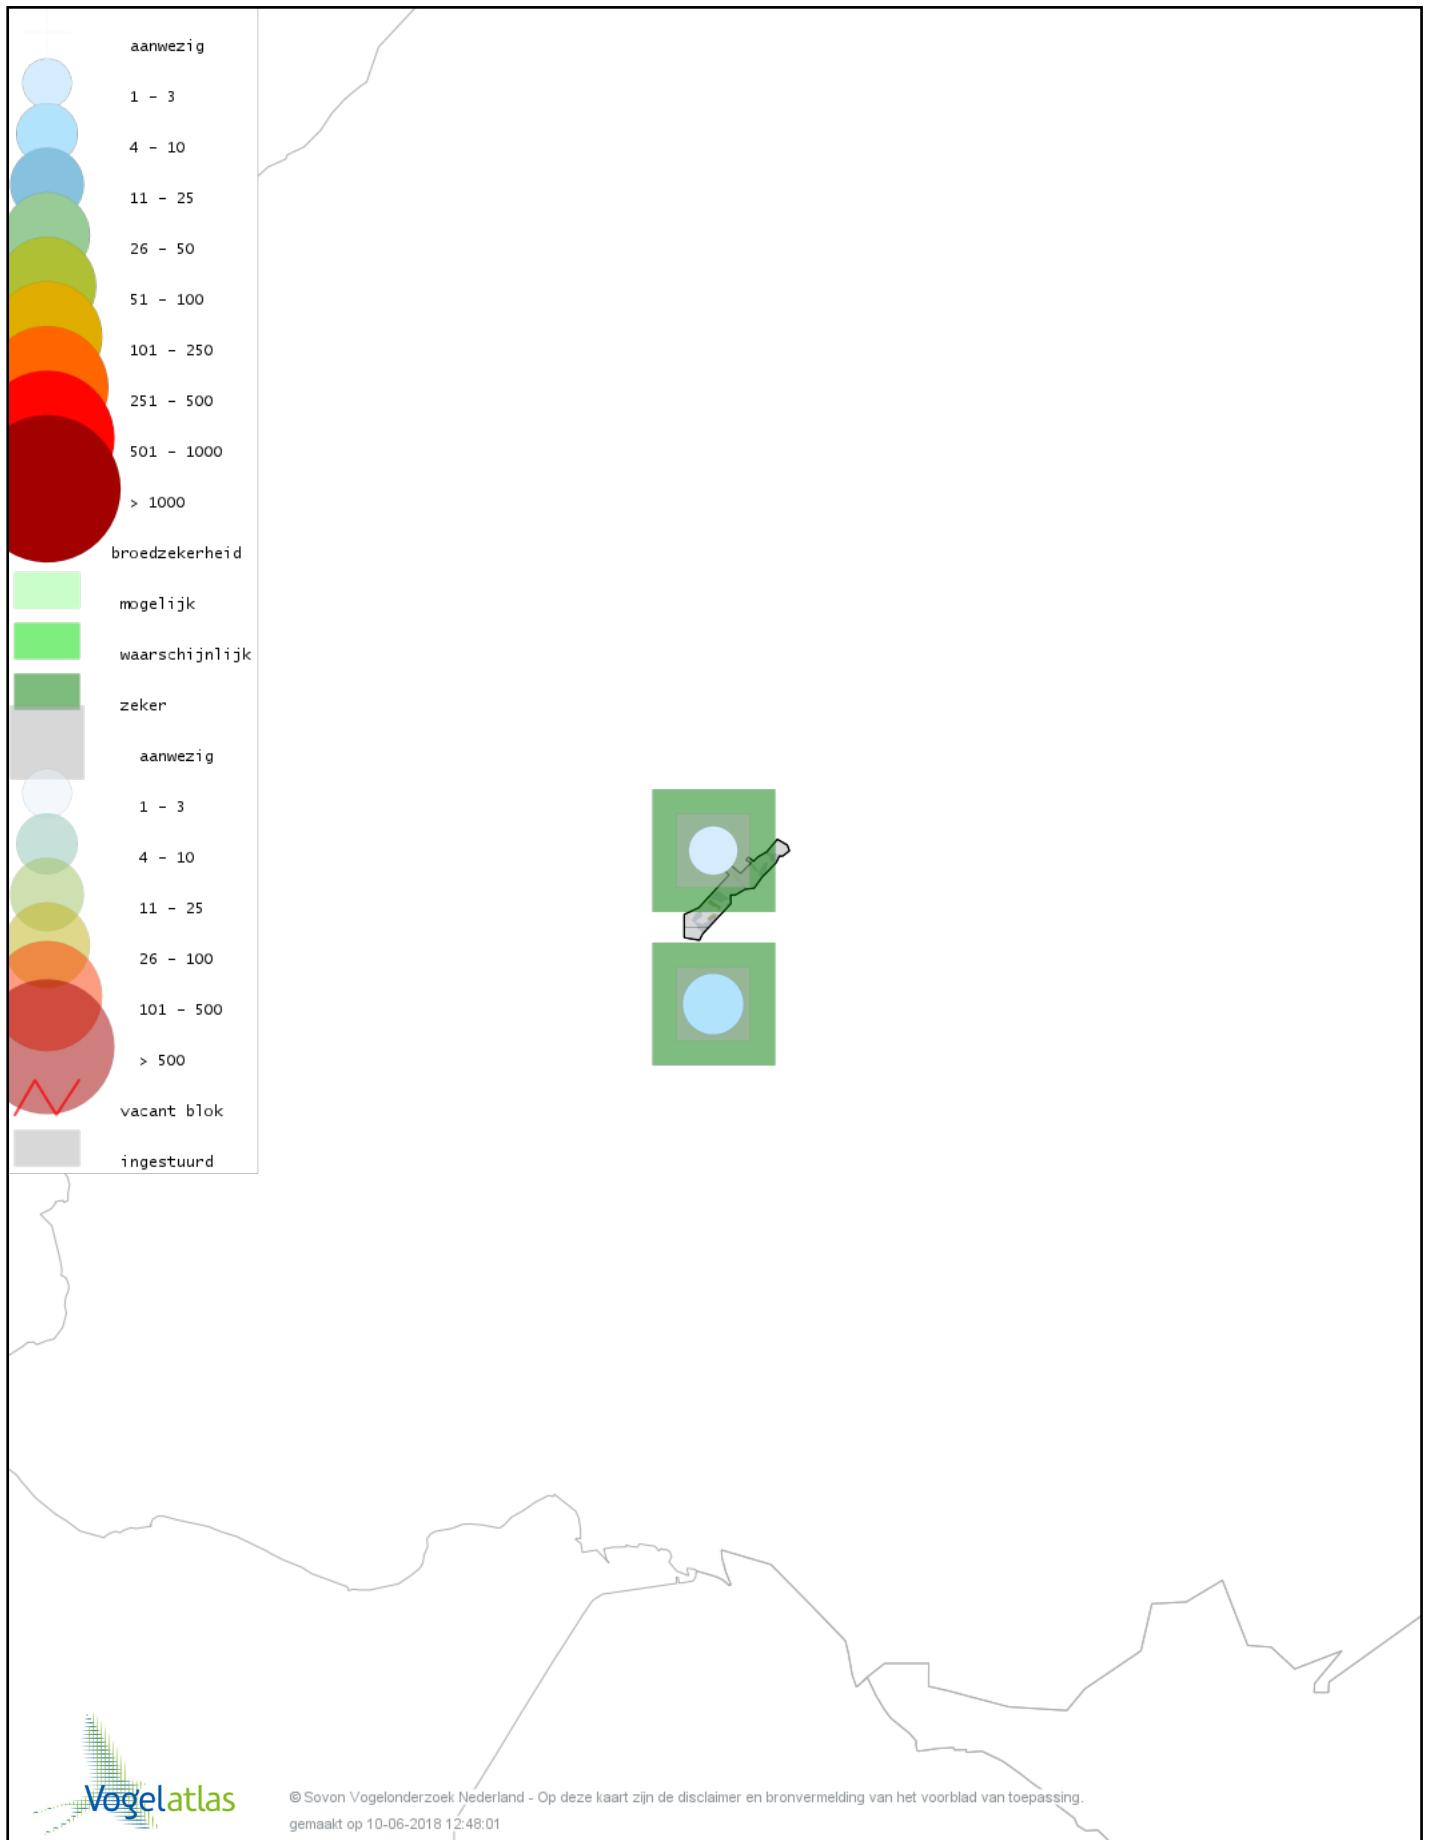 aanwezig
1 - 3
4 - 10
11 - 25
26 - 50
51 - 100
101 - 250
251 - 500
501 - 1000
> 1000
broedzekerheid
mogelijk
waarschijnlijk
zeker
aanwezig
1 - 3
4 - 10
11 - 25
26 - 100
101 - 500
> 500
vacant blok
ingestuurd
Vogelatlas
© Sovon Vogelonderzoek Nederland - Op deze kaart zijn de disclaimer en bronvermelding van het voorblad van toepassing.
gemaakt op 10-06-2018 12:48:01